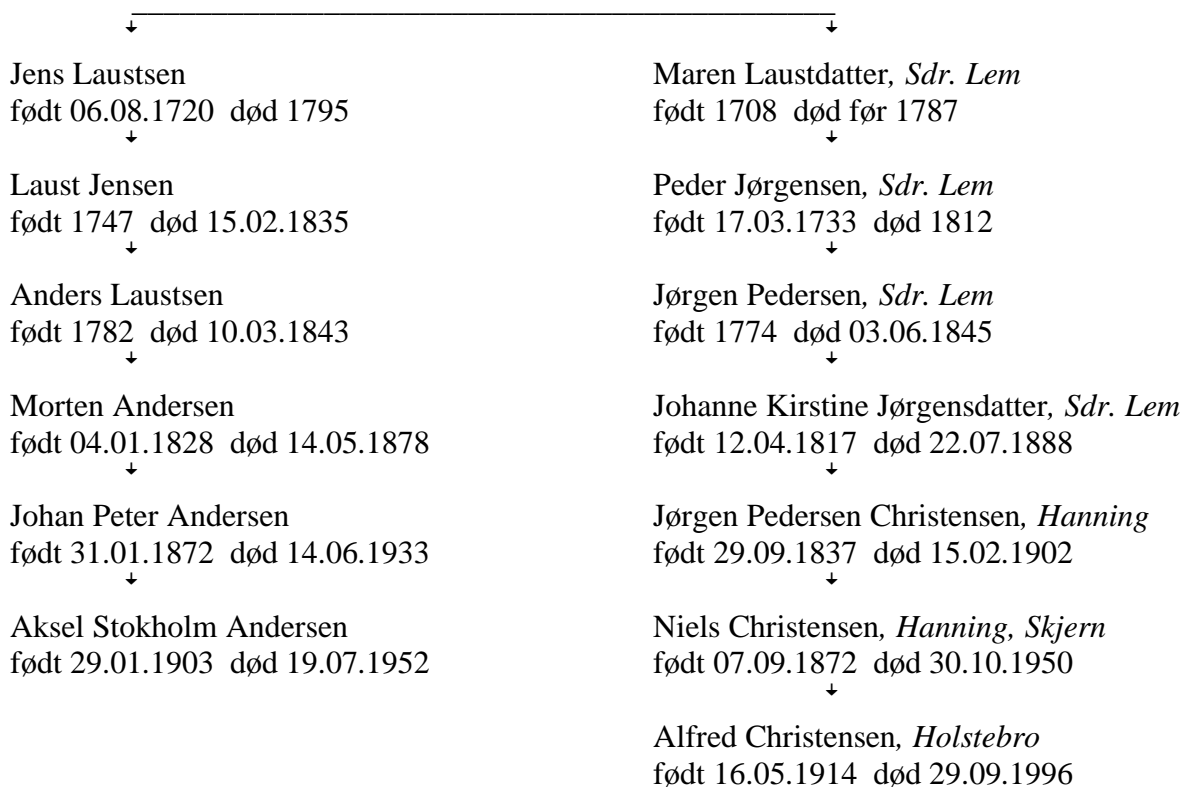 Jens Laustsen
født 06.08.1720 død 1795
Laust Jensen
født 1747 død 15.02.1835
Anders Laustsen
født 1782 død 10.03.1843
Morten Andersen
født 04.01.1828 død 14.05.1878
Johan Peter Andersen
født 31.01.1872 død 14.06.1933
Aksel Stokholm Andersen
født 29.01.1903 død 19.07.1952
Maren Laustdatter, Sdr. Lem
født 1708 død før 1787
Peder Jørgensen, Sdr. Lem
født 17.03.1733 død 1812
Jørgen Pedersen, Sdr. Lem
født 1774 død 03.06.1845
Johanne Kirstine Jørgensdatter, Sdr. Lem
født 12.04.1817 død 22.07.1888
Jørgen Pedersen Christensen, Hanning
født 29.09.1837 død 15.02.1902
Niels Christensen, Hanning, Skjern
født 07.09.1872 død 30.10.1950
Alfred Christensen, Holstebro
født 16.05.1914 død 29.09.1996